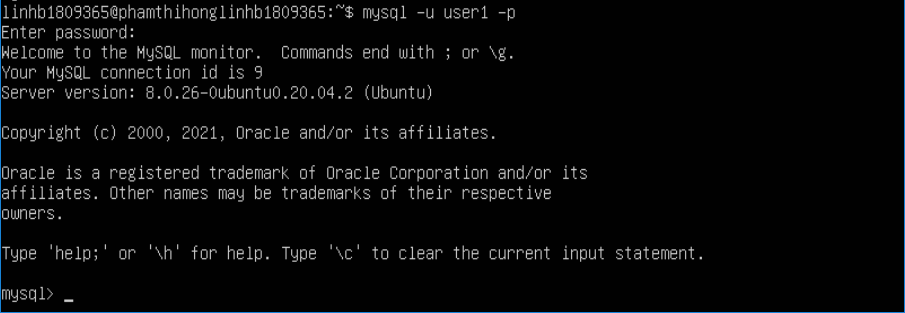 linhb1809365@phamthihonglinhb1809365:~$ mysql -u user1 -p
Enter password:
Welcome to the MySQL monitor.  Commands end with ; or \g.
Your MySQL connection id is 9
Server version: 8.0.26-0ubuntu0.20.04.2 (Ubuntu)

Copyright (c) 2000, 2021, Oracle and/or its affiliates.

Oracle is a registered trademark of Oracle Corporation and/or its
affiliates. Other names may be trademarks of their respective
owners.

Type 'help;' or '\h' for help. Type '\c' to clear the current input statement.

mysql> _